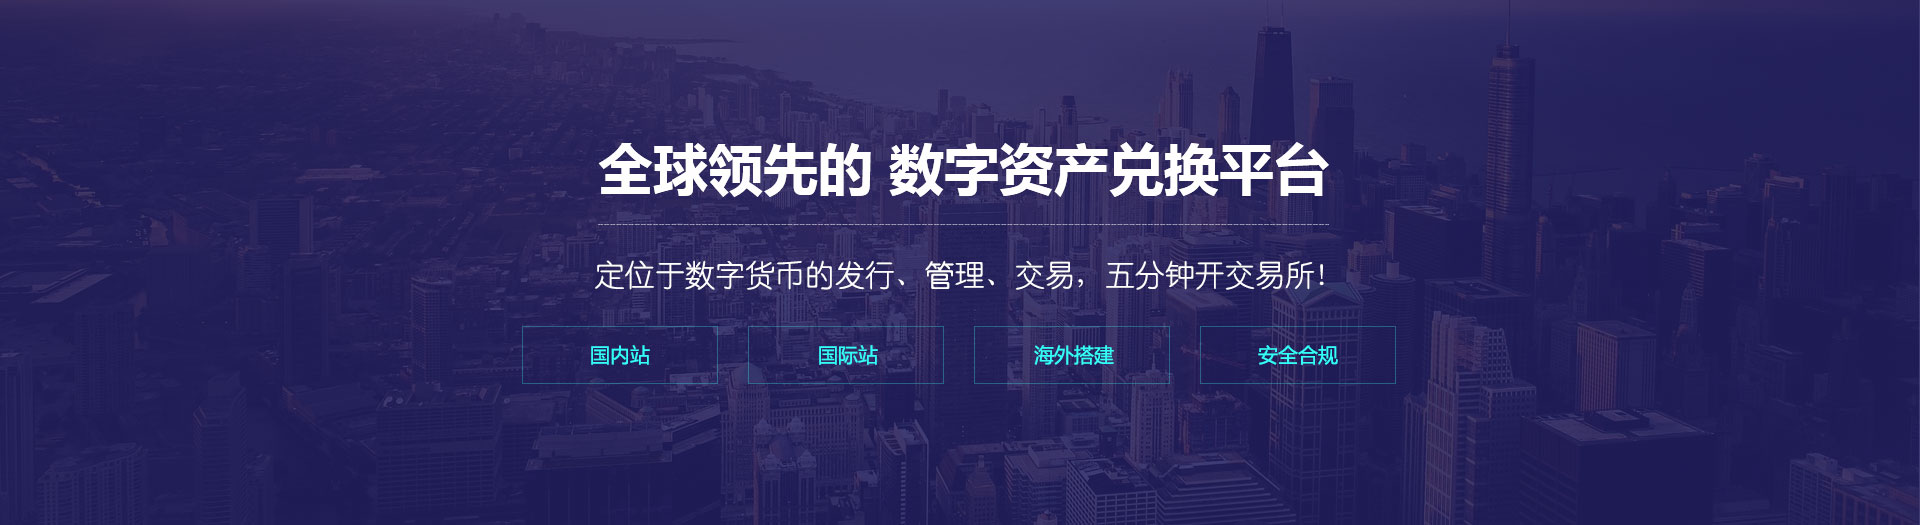 全球领先的 数字资产兑换平台
定位于数字货币的发行、管理、交易，五分钟开交易所！
国内站
国际站
海外搭建
安全合规